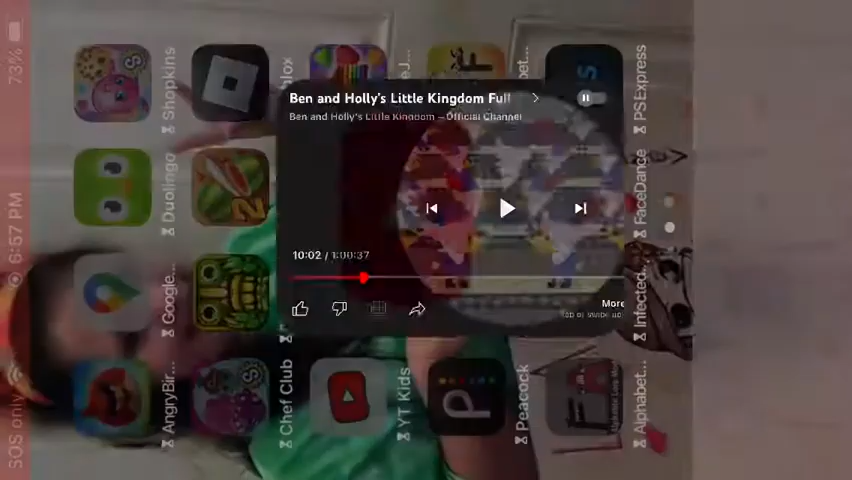 Ben and Holly's Little Kingdom Full
Ben and Holly's Little Kingdom – Official Channel
10:02 / 1:00:37
More
73%
6:57 PM
SOS only
Shopkins
Duolingo
Google...
AngryBir...
Chef Club
YT Kids
Peacock
PSExpress
FaceDance
Infected...
Alphabet...